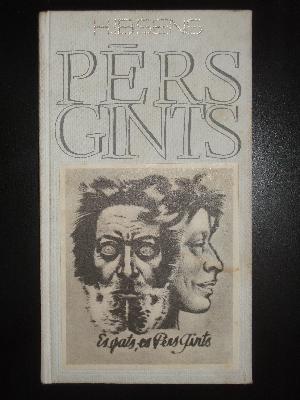 H.IBSENS
PĒRS
GINTS
Es pats, es Pērs Gints